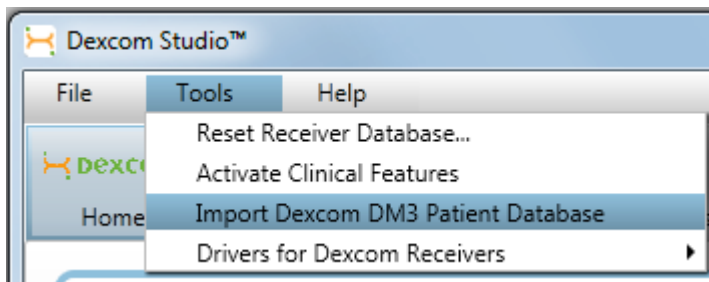 Dexcom Studio™
File Tools Help
Reset Receiver Database...
Activate Clinical Features
Import Dexcom DM3 Patient Database
Home
Drivers for Dexcom Receivers